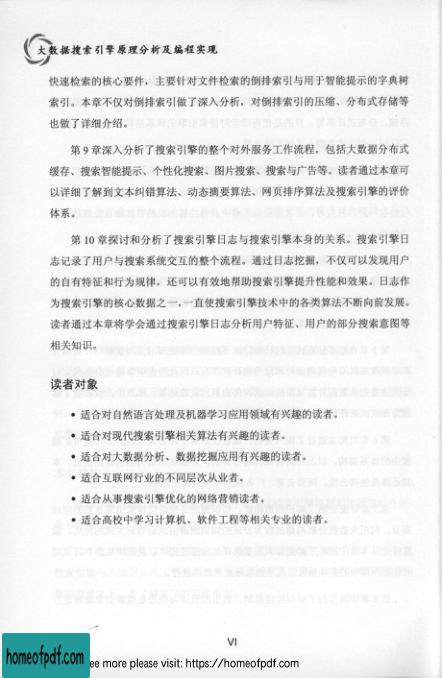 大数据搜索引擎原理分析及编程实现
快速检索的核心要件，主要针对文件检索的倒排索引与用于智能提示的字典树
索引。本章不仅对倒排索引做了深入分析，对倒排索引的压缩、分布式存储等
也做了详细介绍。
第 9 章深入分析了搜索引擎的整个对外服务工作流程。包括大数据分布式
缓存、搜索智能提示、个性化搜索、图片搜索、搜索与广告等。读者通过本章可
以详细了解到文本纠错算法、动态摘要算法、网页排序算法及搜索引擎的评价
体系。
第 10 章探讨和分析了搜索引擎日志与搜索引擎本身的关系。搜索引擎日
志记录了用户与搜索系统交互的整个流程。通过日志挖掘，不仅可以发现用户
的自有特征和行为规律，还可以有效地帮助搜索引擎提升性能和效果。日志作
为搜索引擎的核心数据之一，一直使搜索引擎技术中的各类算法不断向前发展。
读者通过本章将学会通过搜索引擎日志分析用户特征、用户的部分搜索意图等
相关知识。
读者对象
• 适合对自然语言处理及机器学习应用领域有兴趣的读者。
• 适合对现代搜索引擎相关算法有兴趣的读者。
• 适合对大数据分析、数据挖掘应用有兴趣的读者。
• 适合互联网行业的不同层次从业者。
• 适合从事搜索引擎优化的网络营销读者。
• 适合高校中学习计算机、软件工程等相关专业的读者。
VI
homeofpdf.com
ee more please visit: https://homeofpdf.com